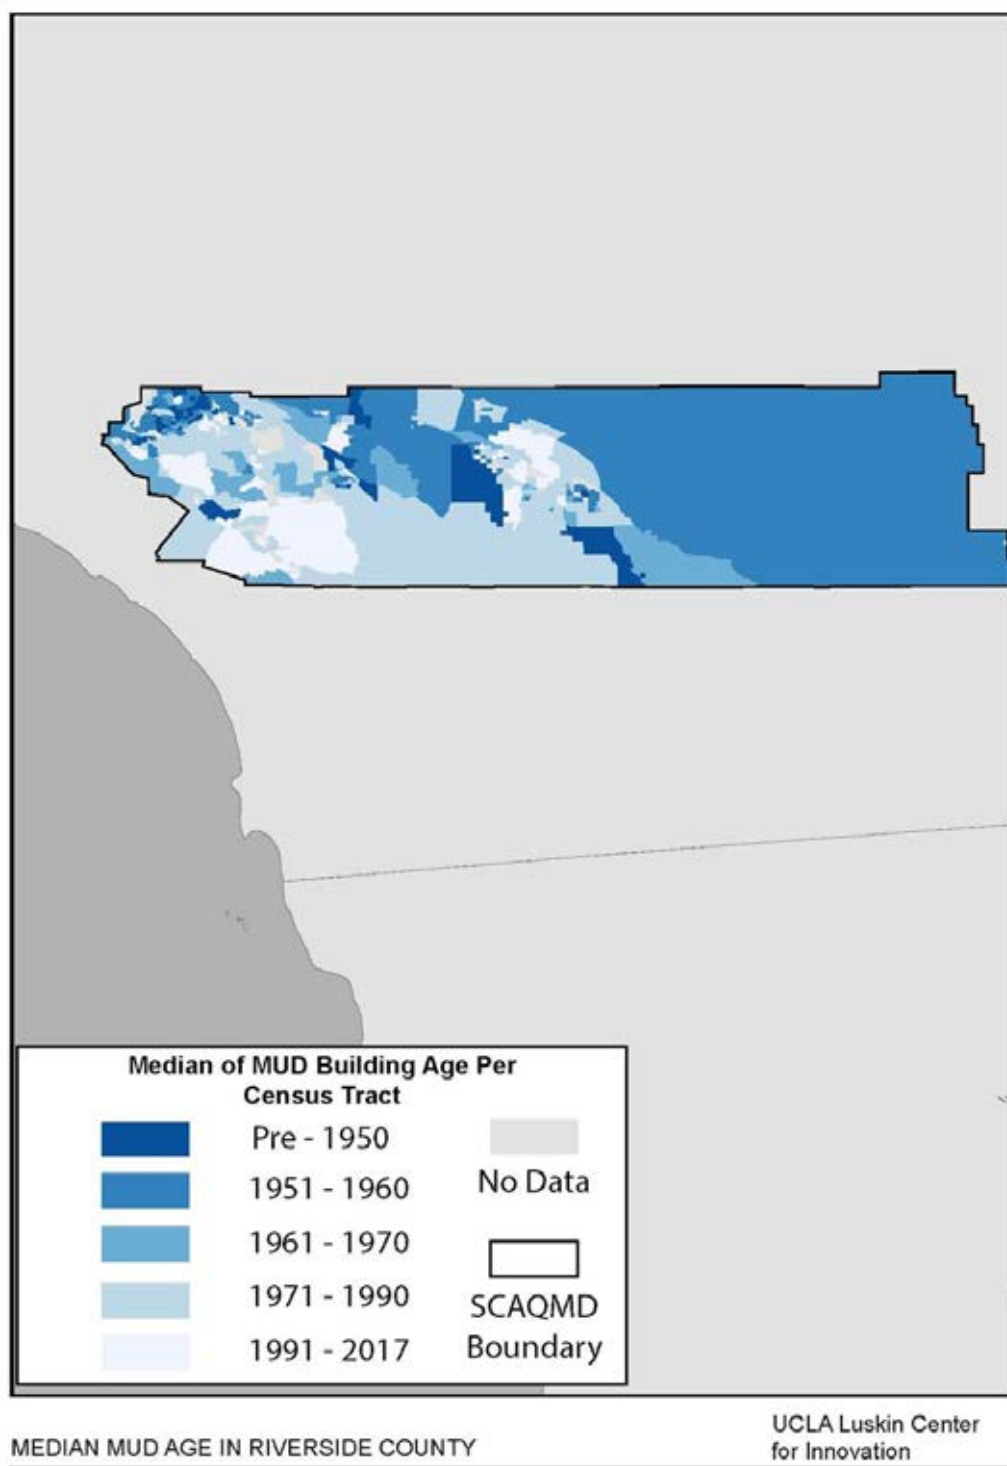 Median of MUD Building Age Per
Census Tract
Pre - 1950
1951 - 1960
1961 - 1970
1971 - 1990
1991 - 2017
No Data
SCAQMD
Boundary
MEDIAN MUD AGE IN RIVERSIDE COUNTY
UCLA Luskin Center
for Innovation